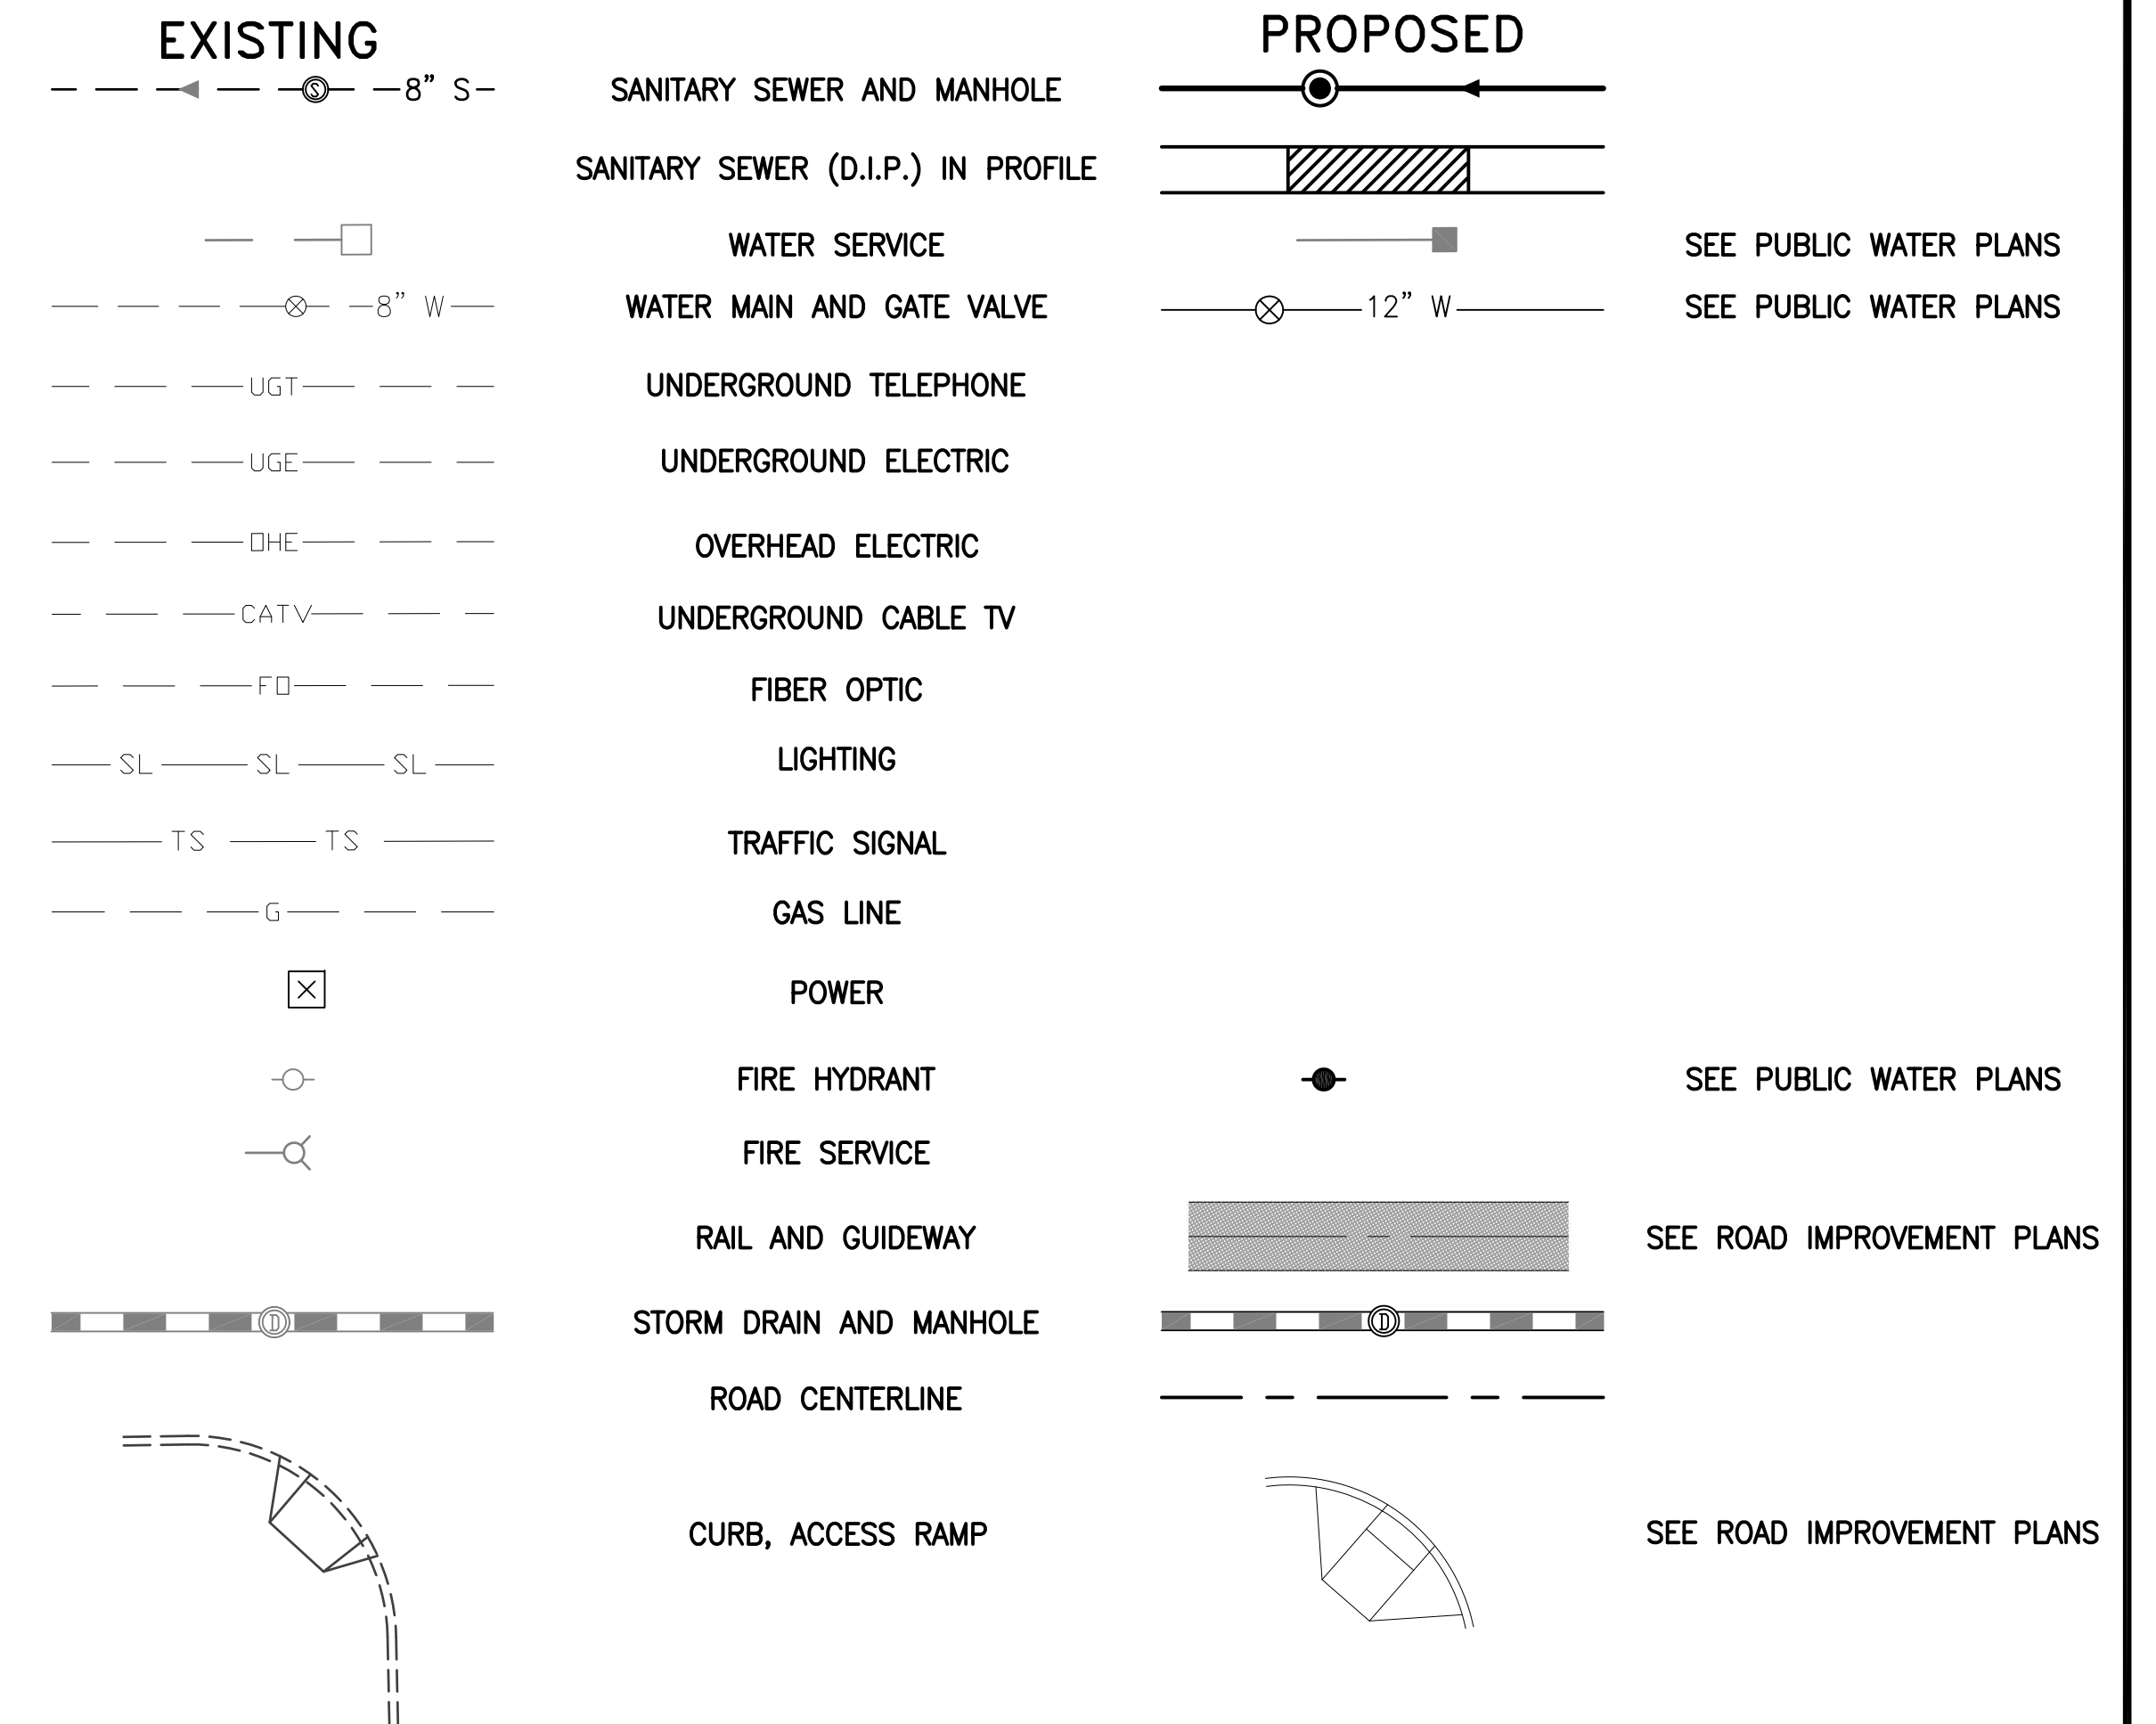 EXISTING PROPOSED
S 8" S SANITARY SEWER AND MANHOLE
SANITARY SEWER (D.I.P.) IN PROFILE
WATER SERVICE SEE PUBLIC WATER PLANS
8" W WATER MAIN AND GATE VALVE 12" W SEE PUBLIC WATER PLANS
UGT UNDERGROUND TELEPHONE
UGE UNDERGROUND ELECTRIC
OHE OVERHEAD ELECTRIC
CATV UNDERGROUND CABLE TV
FO FIBER OPTIC
SL SL SL LIGHTING
TS TS TRAFFIC SIGNAL
G GAS LINE
POWER
FIRE HYDRANT SEE PUBLIC WATER PLANS
FIRE SERVICE
RAIL AND GUIDEWAY SEE ROAD IMPROVEMENT PLANS
D STORM DRAIN AND MANHOLE D
ROAD CENTERLINE
CURB, ACCESS RAMP SEE ROAD IMPROVEMENT PLANS